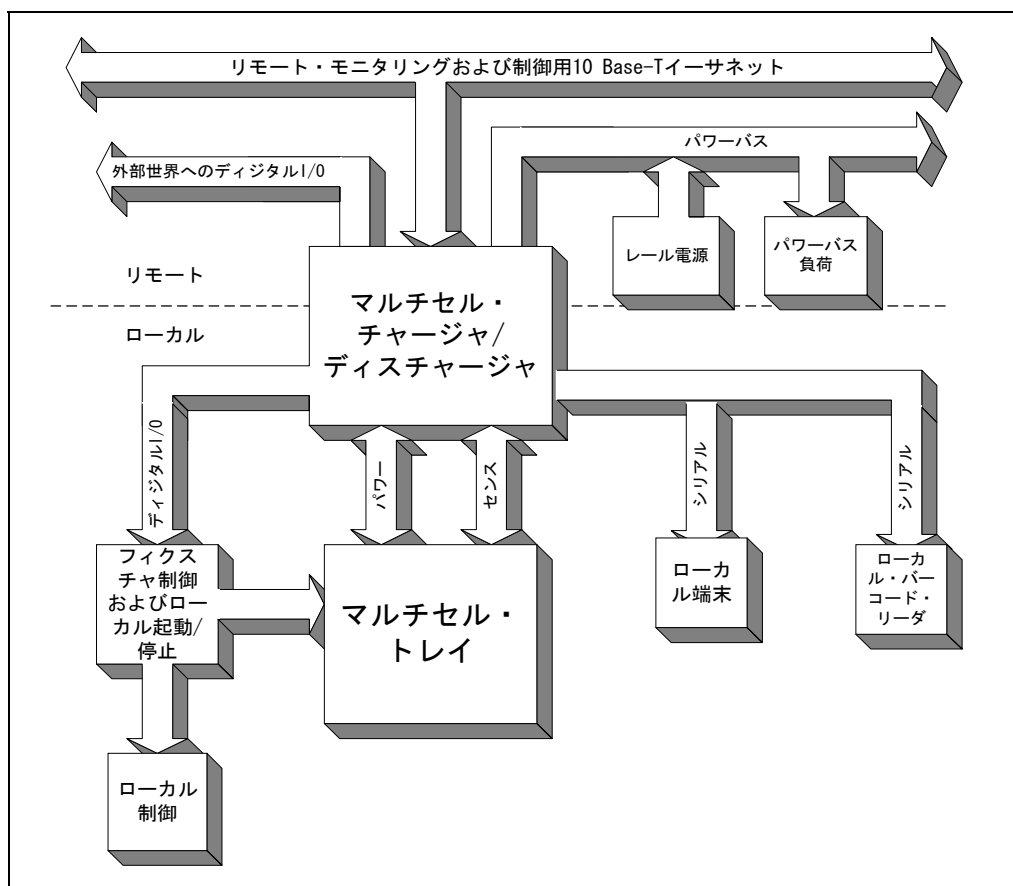 リモート・モニタリングおよび制御用10 Base-Tイーサネット
パワーバス
外部世界へのディジタルI/O
レール電源
パワーバス
負荷
リモート
ローカル
マルチセル・
チャージャ/
ディスチャージャ
ディジタルI/O
パワー
センス
シリアル
シリアル
フィクス
チャ制御
およびロー
カル起動/
停止
マルチセル・
トレイ
ローカ
ル端末
ローカ
ル・バー
コード・
リーダ
ローカル
制御